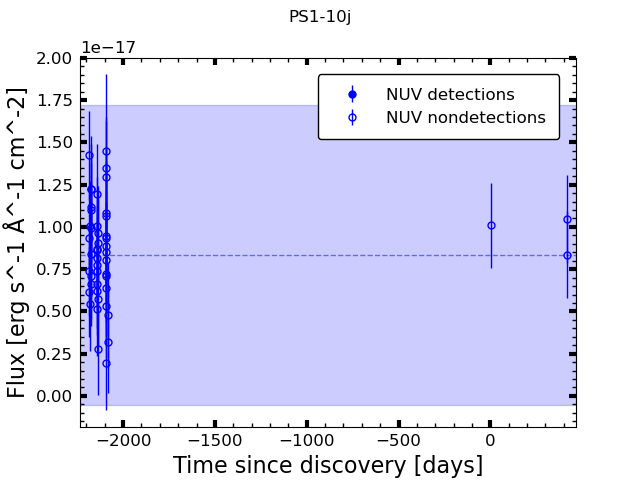 PS1-10j
1e−17
2.00
1.75
1.50
1.25
1.00
0.75
0.50
0.25
0.00
Flux [erg s^-1 Å^-1 cm^-2]
NUV detections
NUV nondetections
−2000 −1500 −1000 −500 0
Time since discovery [days]